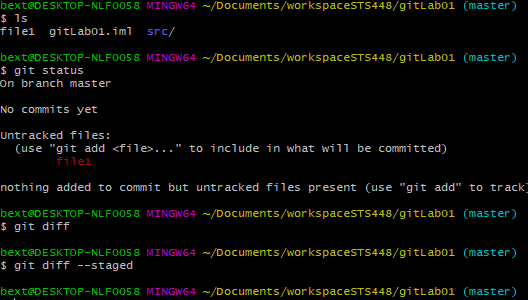 bext@DESKTOP-NLF0058 MINGW64 ~/Documents/workspaceSTS448/gitLab01 (master)
$ ls
file1  gitLab01.iml  src/
bext@DESKTOP-NLF0058 MINGW64 ~/Documents/workspaceSTS448/gitLab01 (master)
$ git status
On branch master
No commits yet
Untracked files:
  (use "git add <file>..." to include in what will be committed)
        file1
nothing added to commit but untracked files present (use "git add" to track)
bext@DESKTOP-NLF0058 MINGW64 ~/Documents/workspaceSTS448/gitLab01 (master)
$ git diff
bext@DESKTOP-NLF0058 MINGW64 ~/Documents/workspaceSTS448/gitLab01 (master)
$ git diff --staged
bext@DESKTOP-NLF0058 MINGW64 ~/Documents/workspaceSTS448/gitLab01 (master)